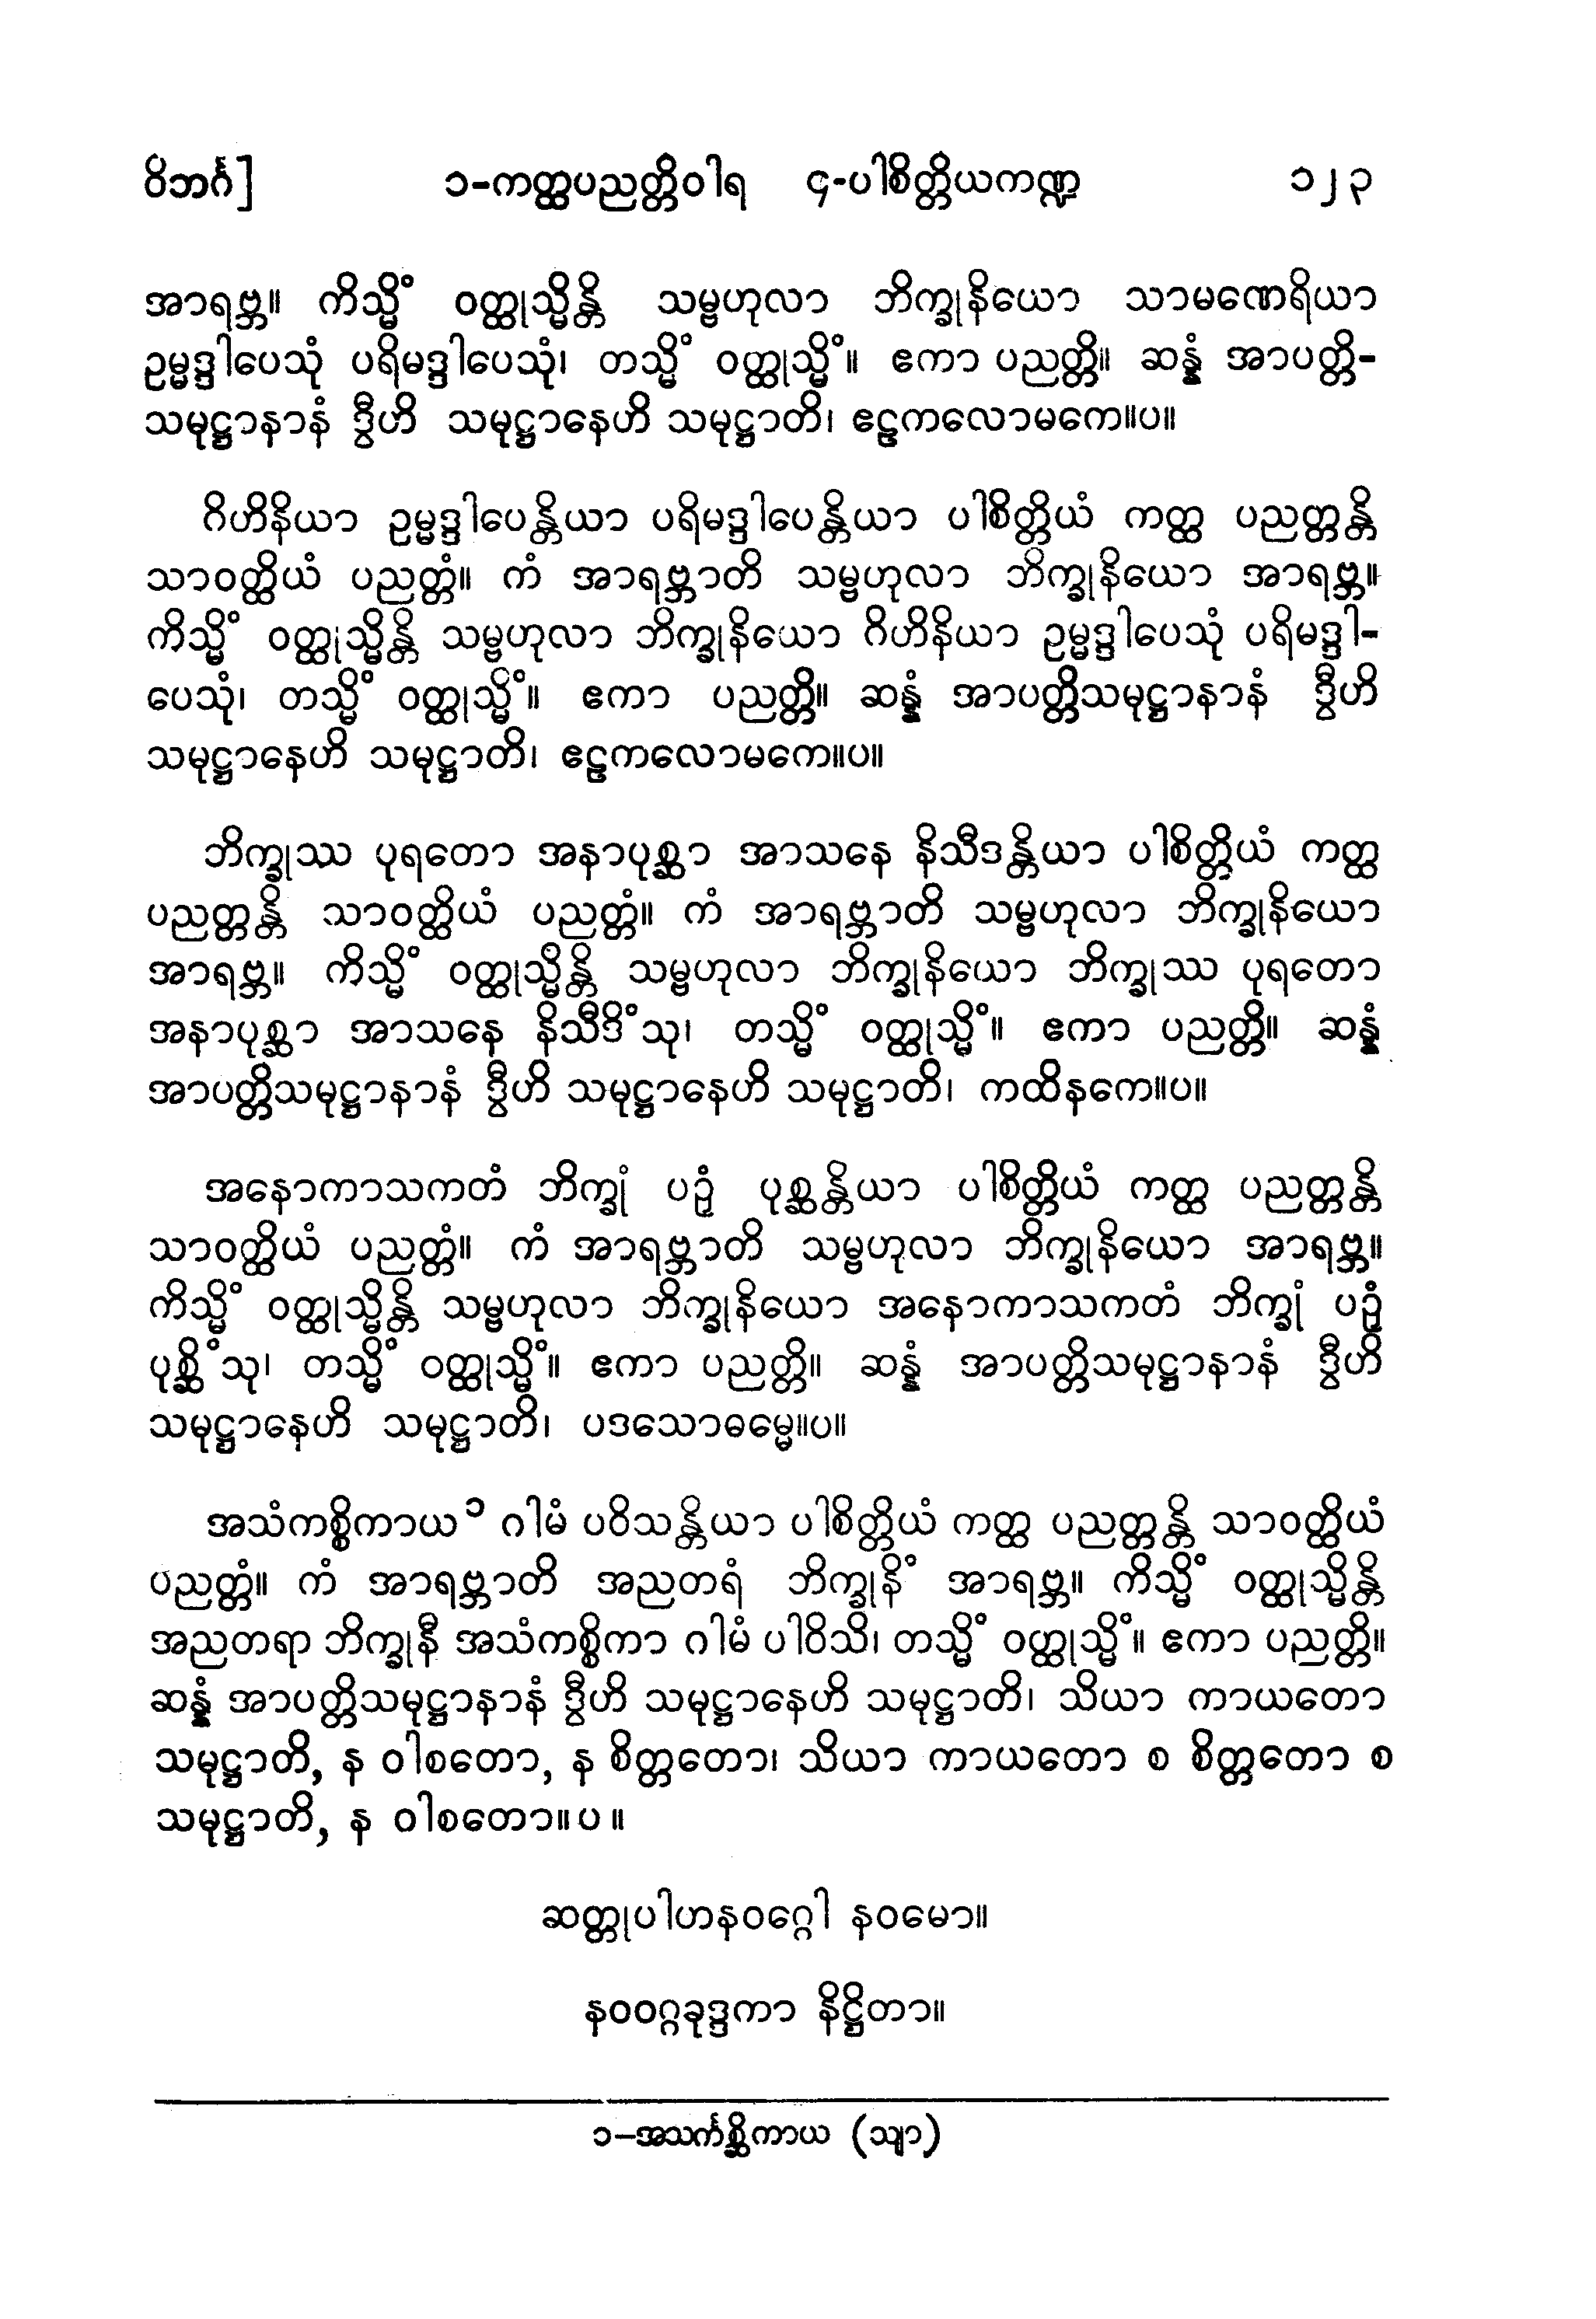 ဝိဘင်္ဂ] ၁-ကတ္ထပညတ္တိဝါရ ၄-ပါစိတ္တိယကဏ္ဍ ၁၂၃
အာရဗ္ဘ။ ကိသ္မိံ ဝတ္ထုသ္မိန္တိ သမ္ဗဟုလာ ဘိက္ခုနိယော သာမဏေရိယာ
ဥမ္မဒ္ဒါပေသုံ ပရိမဒ္ဒါပေသုံ၊ တသ္မိံ ဝတ္ထုသ္မိံ။ ဧကာ ပညတ္တိ။ ဆန္နံ အာပတ္တိ-
သမုဋ္ဌာနာနံ ဒွီဟိ သမုဋ္ဌာနေဟိ သမုဋ္ဌာတိ၊ ဧဠကလောမကေ။ပ။
ဂိဟိနိယာ ဥမ္မဒ္ဒါပေန္တိယာ ပရိမဒ္ဒါပေန္တိယာ ပါစိတ္တိယံ ကတ္ထ ပညတ္တန္တိ
သာဝတ္ထိယံ ပညတ္တံ။ ကံ အာရဗ္ဘာတိ သမ္ဗဟုလာ ဘိက္ခုနိယော အာရဗ္ဘ။
ကိသ္မိံ ဝတ္ထုသ္မိန္တိ သမ္ဗဟုလာ ဘိက္ခုနိယော ဂိဟိနိယာ ဥမ္မဒ္ဒါပေသုံ ပရိမဒ္ဒါ-
ပေသုံ၊ တသ္မိံ ဝတ္ထုသ္မိံ။ ဧကာ ပညတ္တိ။ ဆန္နံ အာပတ္တိသမုဋ္ဌာနာနံ ဒွီဟိ
သမုဋ္ဌာနေဟိ သမုဋ္ဌာတိ၊ ဧဠကလောမကေ။ပ။
ဘိက္ခုဿ ပုရတော အနာပုစ္ဆာ အာသနေ နိသီဒန္တိယာ ပါစိတ္တိယံ ကတ္ထ
ပညတ္တန္တိ သာဝတ္ထိယံ ပညတ္တံ။ ကံ အာရဗ္ဘာတိ သမ္ဗဟုလာ ဘိက္ခုနိယော
အာရဗ္ဘ။ ကိသ္မိံ ဝတ္ထုသ္မိန္တိ သမ္ဗဟုလာ ဘိက္ခုနိယော ဘိက္ခုဿ ပုရတော
အနာပုစ္ဆာ အာသနေ နိသီဒိံသု၊ တသ္မိံ ဝတ္ထုသ္မိံ။ ဧကာ ပညတ္တိ။ ဆန္နံ
အာပတ္တိသမုဋ္ဌာနာနံ ဒွီဟိ သမုဋ္ဌာနေဟိ သမုဋ္ဌာတိ၊ ကထိနကေ။ပ။
အနောကာသကတံ ဘိက္ခုံ ပဉှံ ပုစ္ဆန္တိယာ ပါစိတ္တိယံ ကတ္ထ ပညတ္တန္တိ
သာဝတ္ထိယံ ပညတ္တံ။ ကံ အာရဗ္ဘာတိ သမ္ဗဟုလာ ဘိက္ခုနိယော အာရဗ္ဘ။
ကိသ္မိံ ဝတ္ထုသ္မိန္တိ သမ္ဗဟုလာ ဘိက္ခုနိယော အနောကာသကတံ ဘိက္ခုံ ပဉှံ
ပုစ္ဆိံသု၊ တသ္မိံ ဝတ္ထုသ္မိံ။ ဧကာ ပညတ္တိ။ ဆန္နံ အာပတ္တိသမုဋ္ဌာနာနံ ဒွီဟိ
သမုဋ္ဌာနေဟိ သမုဋ္ဌာတိ၊ ပဒသောဓမ္မေ။ပ။
အသံကစ္စိကာယ ၁ ဂါမံ ပဝိသန္တိယာ ပါစိတ္တိယံ ကတ္ထ ပညတ္တန္တိ သာဝတ္ထိယံ
ပညတ္တံ။ ကံ အာရဗ္ဘာတိ အညတရံ ဘိက္ခုနိံ အာရဗ္ဘ။ ကိသ္မိံ ဝတ္ထုသ္မိန္တိ
အညတရာ ဘိက္ခုနီ အသံကစ္စိကာ ဂါမံ ပါဝိသိ၊ တသ္မိံ ဝတ္ထုသ္မိံ။ ဧကာ ပညတ္တိ။
ဆန္နံ အာပတ္တိသမုဋ္ဌာနာနံ ဒွီဟိ သမုဋ္ဌာနေဟိ သမုဋ္ဌာတိ၊ သိယာ ကာယတော
သမုဋ္ဌာတိ, န ဝါစတော, န စိတ္တတော၊ သိယာ ကာယတော စ စိတ္တတော စ
သမုဋ္ဌာတိ, န ဝါစတော။ပ။
ဆတ္တုပါဟနဝဂ္ဂေါ နဝမော။
နဝဝဂ္ဂခုဒ္ဒကာ နိဋ္ဌိတာ။
၁–အသင်္ကစ္ဆိကာယ (သျာ)